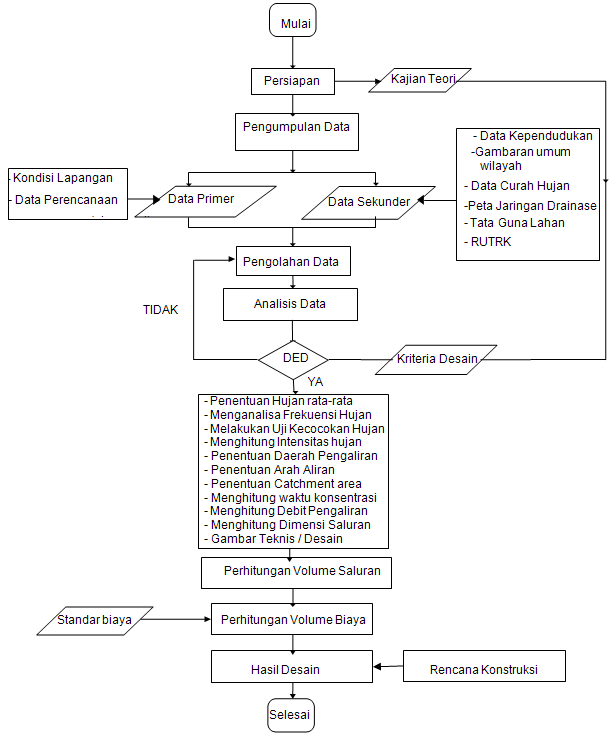 Mulai
Persiapan
Kajian Teori
Pengumpulan Data
- Kondisi Lapangan
- Data Perencanaan
Data Primer
Data Sekunder
- Data Kependudukan
-Gambaran umum
wilayah
- Data Curah Hujan
-Peta Jaringan Drainase
- Tata Guna Lahan
- RUTRK
Pengolahan Data
Analisis Data
TIDAK
DED
Kriteria Desain
YA
- Penentuan Hujan rata-rata
- Menganalisa Frekuensi Hujan
- Melakukan Uji Kecocokan Hujan
- Menghitung Intensitas hujan
- Penentuan Daerah Pengaliran
- Penentuan Arah Aliran
- Penentuan Catchment area
- Menghitung waktu konsentrasi
- Menghitung Debit Pengaliran
- Menghitung Dimensi Saluran
- Gambar Teknis / Desain
Perhitungan Volume Saluran
Standar biaya
Perhitungan Volume Biaya
Hasil Desain
Rencana Konstruksi
Selesai